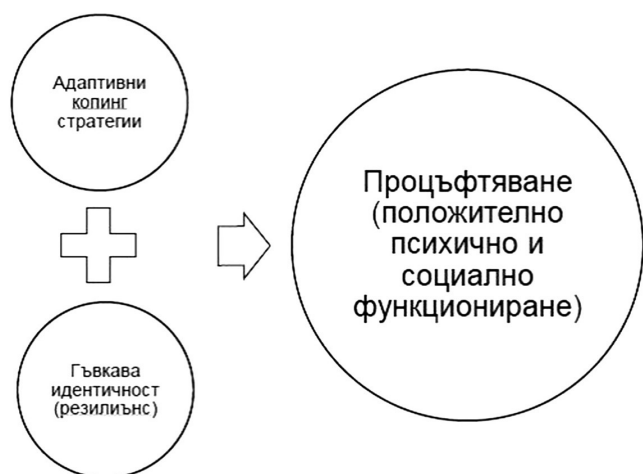 Адаптивни
копинг
стратегии
Гъвкава
идентичност
(резилиънс)
Процъфтяване
(положително
психично и
социално
функциониране)